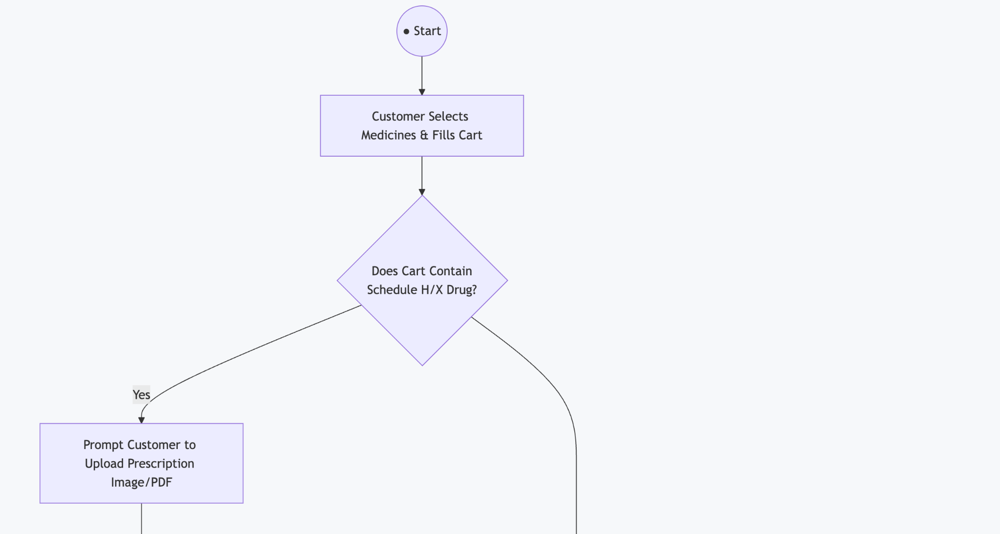 ● Start
Customer Selects
Medicines & Fills Cart
Does Cart Contain
Schedule H/X Drug?
Yes
Prompt Customer to
Upload Prescription
Image/PDF